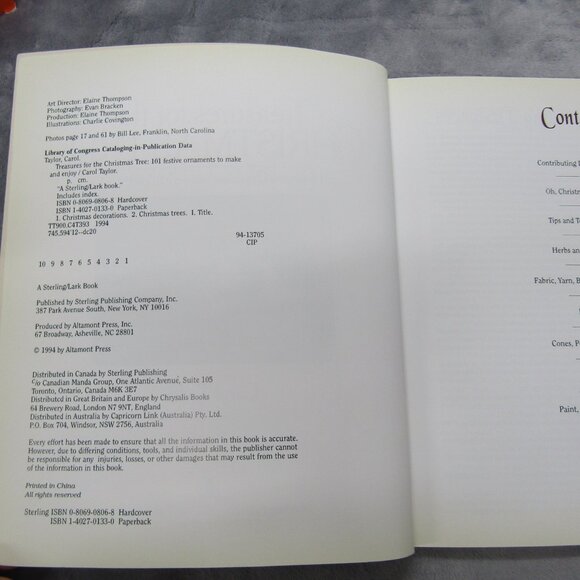 Art Director: Elaine Thompson
Photography: Evan Bracken
Production: Elaine Thompson
Illustrations: Charlie Covington
Photos page 17 and 61 by Bill Lee, Franklin, North Carolina
Library of Congress Cataloging-in-Publication Data
Taylor, Carol.
Treasures for the Christmas Tree: 101 festive ornaments to make
and enjoy / Carol Taylor.
p. cm.
"A Sterling/Lark book."
Includes index.
ISBN 0-8069-0806-8 Hardcover
ISBN 1-4027-0133-0 Paperback
1. Christmas decorations. 2. Christmas trees. 1. Title.
TT900.C4T393 1994
745.594'12--dc20 94-13705
CIP
10 9 8 7 6 5 4 3 2 1
A Sterling/Lark Book
Published by Sterling Publishing Company, Inc.
387 Park Avenue South, New York, NY 10016
Produced by Altamont Press, Inc.
67 Broadway, Asheville, NC 28801
© 1994 by Altamont Press
Distributed in Canada by Sterling Publishing
c/o Canadian Manda Group, One Atlantic Avenue, Suite 105
Toronto, Ontario, Canada M6K 3E7
Distributed in Great Britain and Europe by Chrysalis Books
64 Brewery Road, London N7 9NT, England
Distributed in Australia by Capricorn Link (Australia) Pty, Ltd.
P.O. Box 704, Windsor, NSW 2756, Australia
Every effort has been made to ensure that all the information in this book is accurate.
However, due to differing conditions, tools, and individual skills, the publisher cannot
be responsible for any injuries, losses, or other damages that may result from the use
of the information in this book.
Printed in China
All rights reserved
Sterling ISBN 0-8069-0806-8 Hardcover
ISBN 1-4027-0133-0 Paperback
Cont
Contributing
Oh, Christm
Tips and T
Herbs an
Fabric, Yarn, B
Cones, P
Paint,